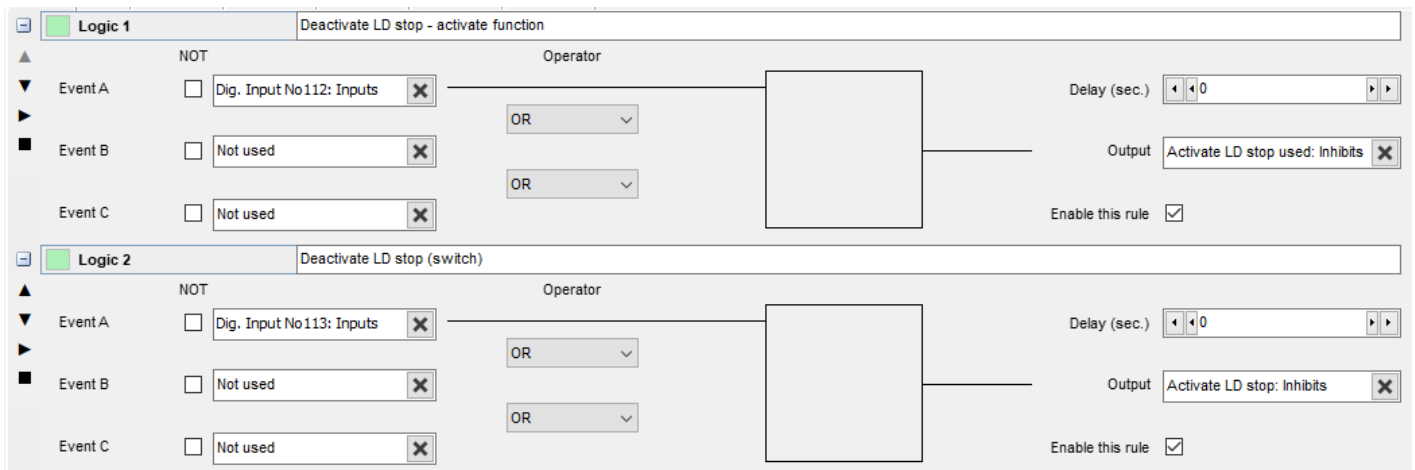 Logic 1 Deactivate LD stop - activate function
NOT Operator
Event A Dig. Input No112: Inputs Delay (sec.) 0
OR
Event B Not used Output Activate LD stop used: Inhibits
OR
Event C Not used Enable this rule
Logic 2 Deactivate LD stop (switch)
NOT Operator
Event A Dig. Input No113: Inputs Delay (sec.) 0
OR
Event B Not used Output Activate LD stop: Inhibits
OR
Event C Not used Enable this rule